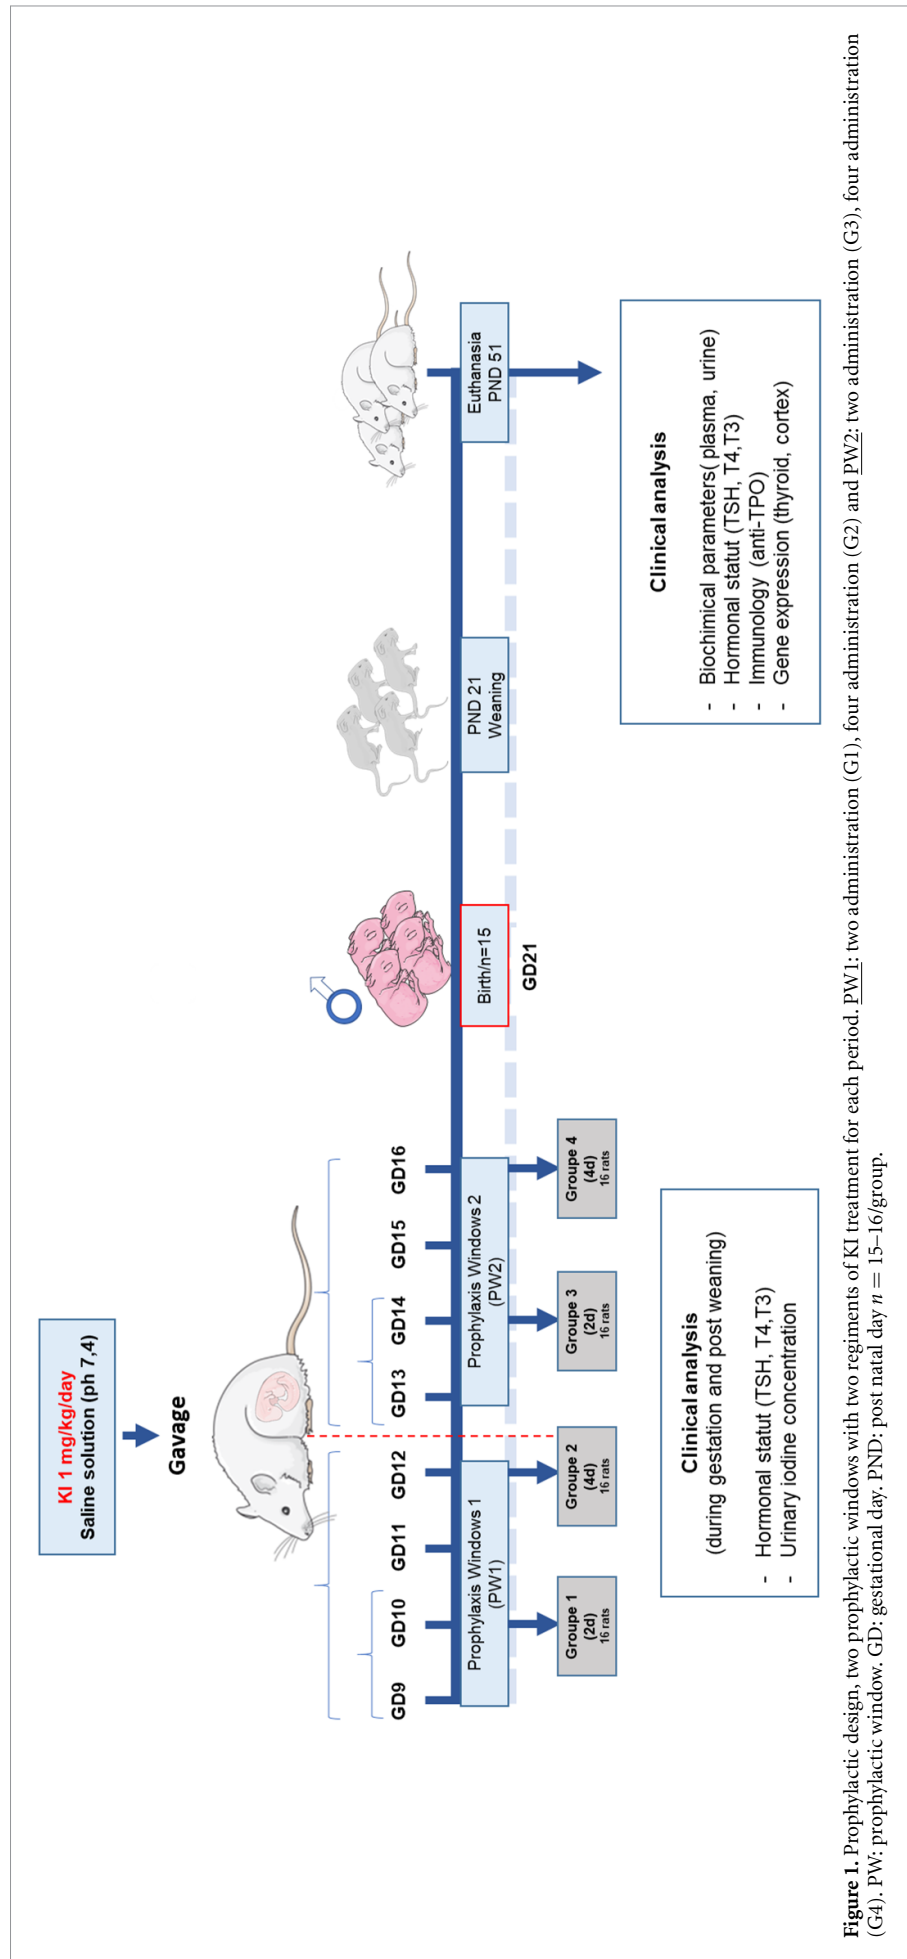 KI 1 mg/kg/day
Saline solution (ph 7,4)
Gavage
GD9
GD10
GD11
GD12
GD13
GD14
GD15
GD16
Prophylaxis Windows 1
(PW1)
Prophylaxis Windows 2
(PW2)
Birth/n=15
GD21
PND 21
Weaning
Euthanasia
PND 51
Groupe 1
(2d)
16 rats
Groupe 2
(4d)
16 rats
Groupe 3
(2d)
16 rats
Groupe 4
(4d)
16 rats
Clinical analysis
(during gestation and post weaning)
- Hormonal statut (TSH, T4,T3)
- Urinary iodine concentration
Clinical analysis
- Biochimical parameters( plasma, urine)
- Hormonal statut (TSH, T4,T3)
- Immunology (anti-TPO)
- Gene expression (thyroid, cortex)
Figure 1. Prophylactic design, two prophylactic windows with two regiments of KI treatment for each period. PW1: two administration (G1), four administration (G2) and PW2: two administration (G3), four administration
(G4). PW: prophylactic window. GD: gestational day. PND: post natal day n = 15–16/group.